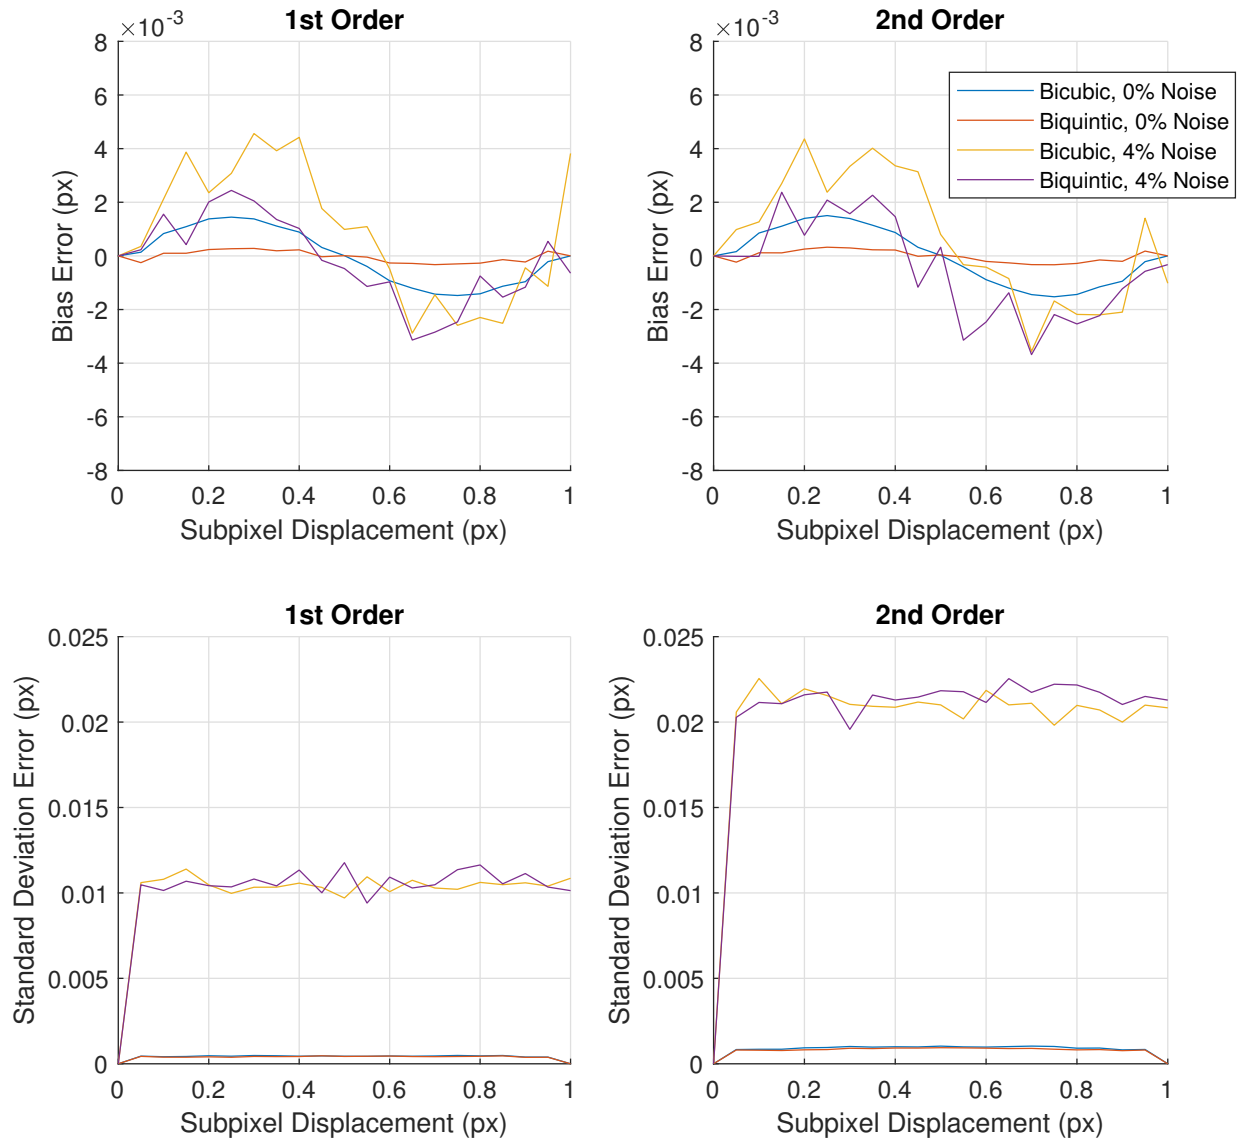 1st Order
×10⁻³
8
6
4
2
0
-2
-4
-6
-8
Bias Error (px)
0 0.2 0.4 0.6 0.8 1
Subpixel Displacement (px)
2nd Order
×10⁻³
8
6
4
2
0
-2
-4
-6
-8
Bias Error (px)
0 0.2 0.4 0.6 0.8 1
Subpixel Displacement (px)
Bicubic, 0% Noise
Biquintic, 0% Noise
Bicubic, 4% Noise
Biquintic, 4% Noise
1st Order
0.025
0.02
0.015
0.01
0.005
0
Standard Deviation Error (px)
0 0.2 0.4 0.6 0.8 1
Subpixel Displacement (px)
2nd Order
0.025
0.02
0.015
0.01
0.005
0
Standard Deviation Error (px)
0 0.2 0.4 0.6 0.8 1
Subpixel Displacement (px)